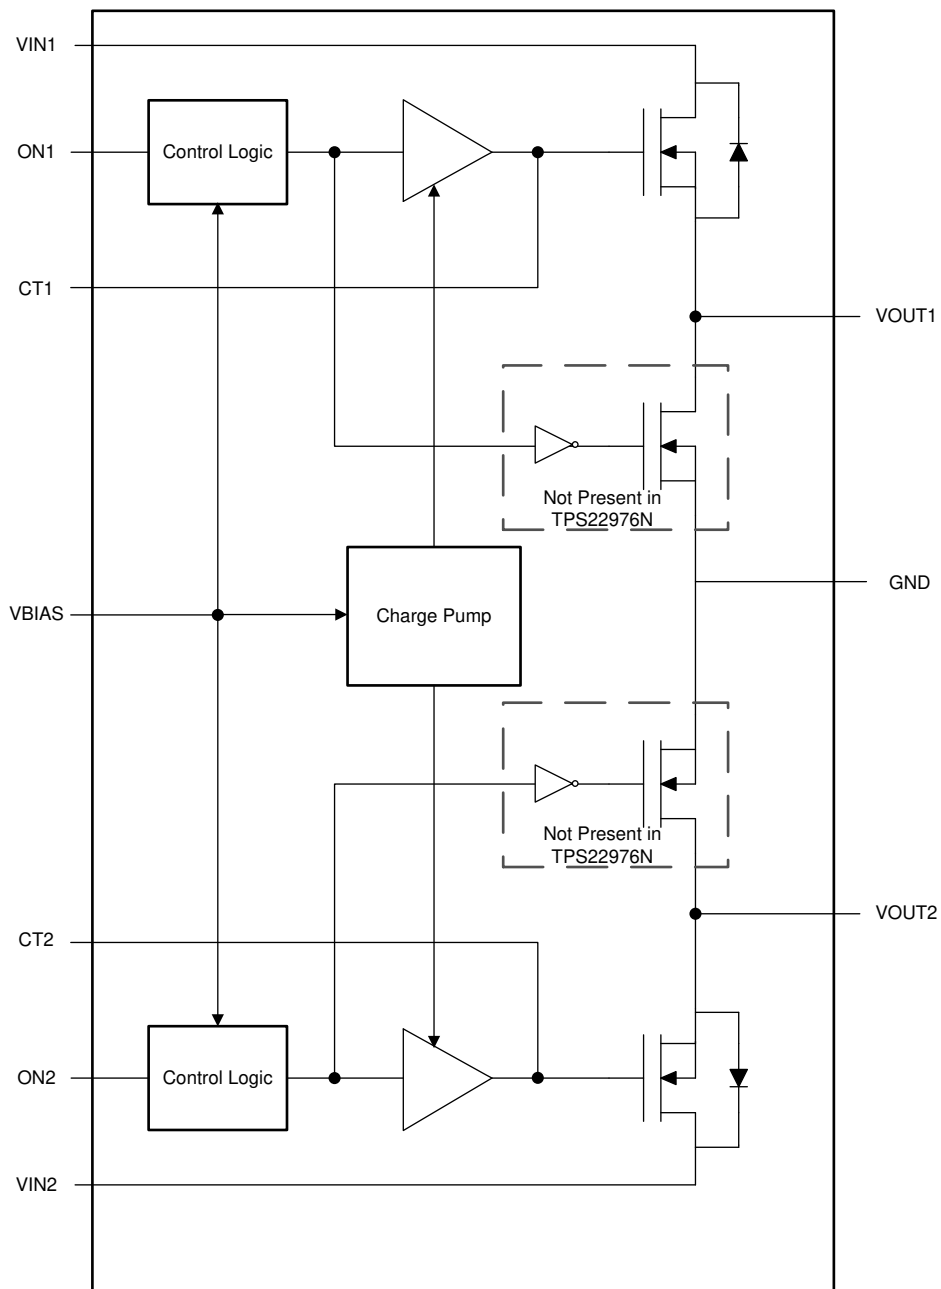 VIN1
ON1
Control Logic
CT1
VOUT1
Not Present in
TPS22976N
GND
VBIAS
Charge Pump
Not Present in
TPS22976N
VOUT2
CT2
ON2
Control Logic
VIN2